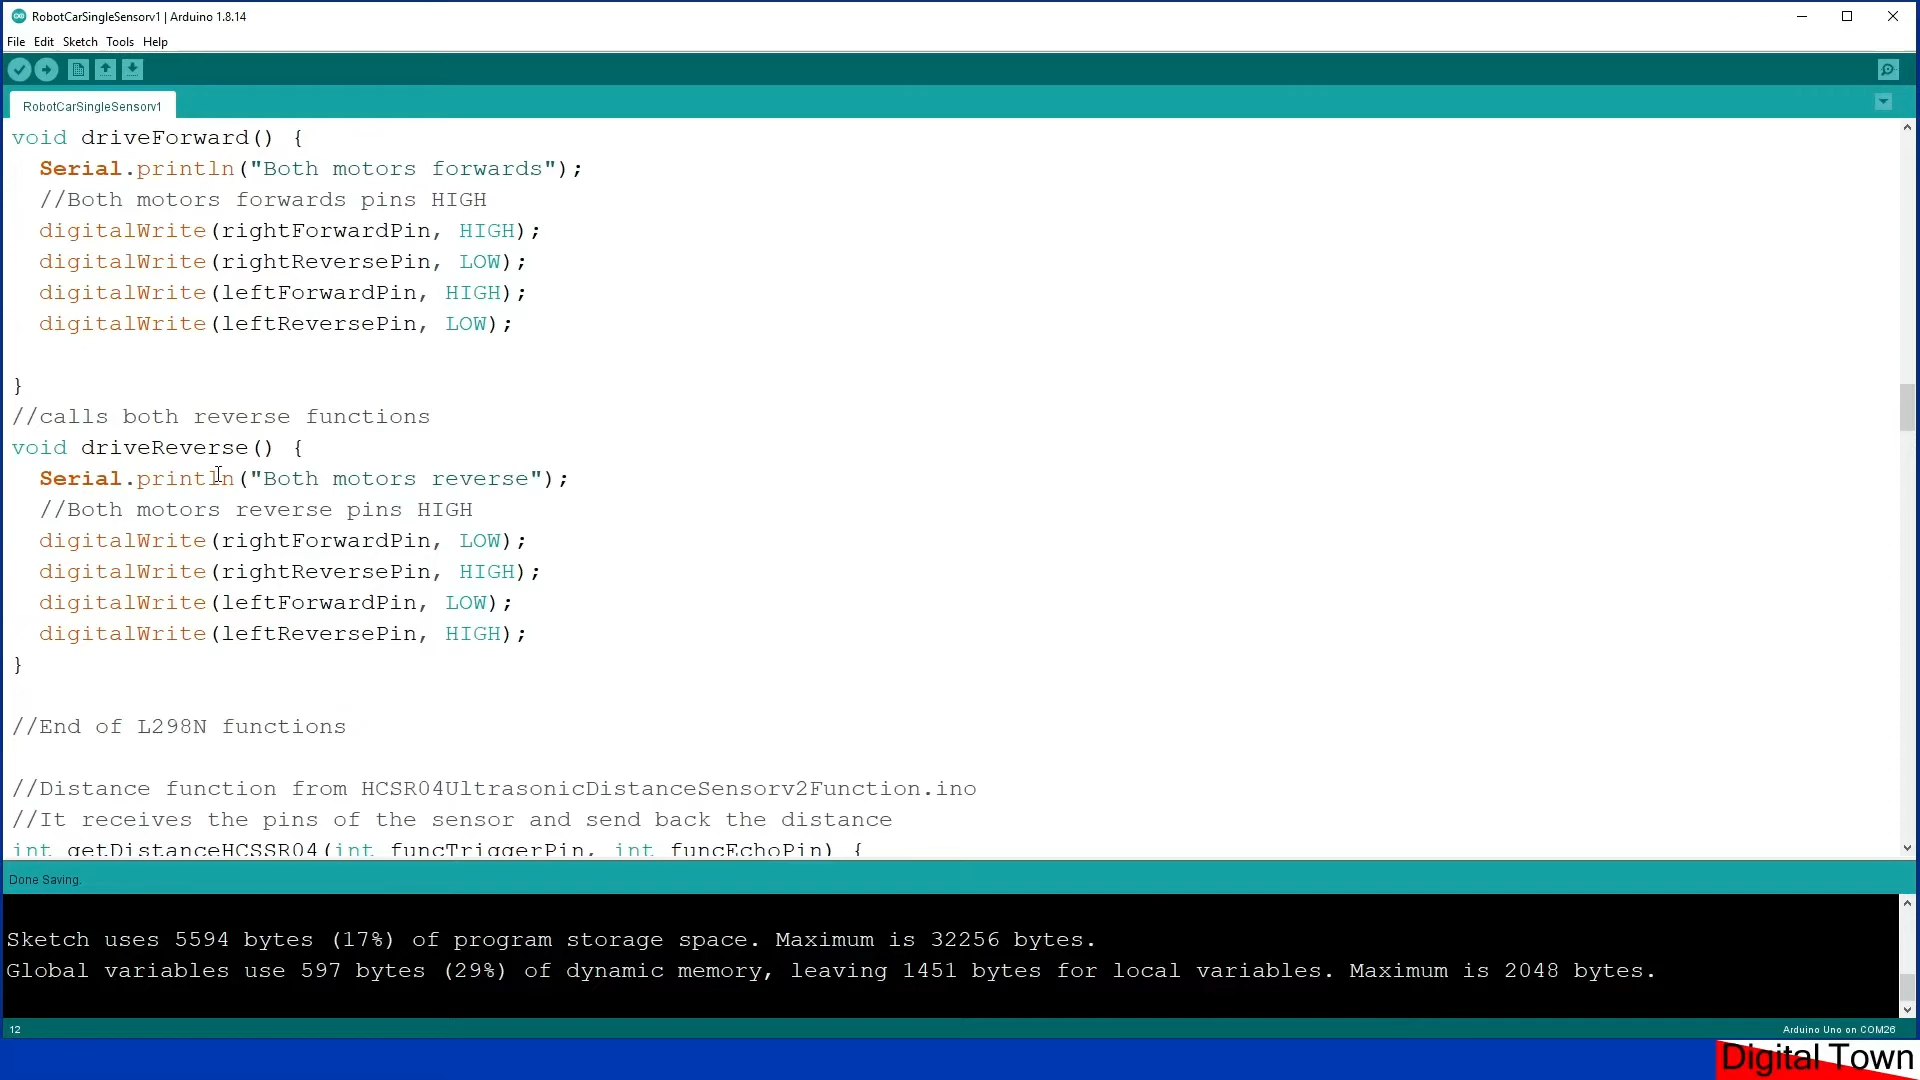 RobotCarSingleSensorv1 | Arduino 1.8.14
File Edit Sketch Tools Help
RobotCarSingleSensorv1
void driveForward() {
  Serial.println("Both motors forwards");
  //Both motors forwards pins HIGH
  digitalWrite(rightForwardPin, HIGH);
  digitalWrite(rightReversePin, LOW);
  digitalWrite(leftForwardPin, HIGH);
  digitalWrite(leftReversePin, LOW);
}
//calls both reverse functions
void driveReverse() {
  Serial.println("Both motors reverse");
  //Both motors reverse pins HIGH
  digitalWrite(rightForwardPin, LOW);
  digitalWrite(rightReversePin, HIGH);
  digitalWrite(leftForwardPin, LOW);
  digitalWrite(leftReversePin, HIGH);
}
//End of L298N functions
//Distance function from HCSR04UltrasonicDistanceSensorv2Function.ino
//It receives the pins of the sensor and send back the distance
int getDistanceHCSSR04(int funcTriggerPin, int funcEchoPin) {
Done Saving.
Sketch uses 5594 bytes (17%) of program storage space. Maximum is 32256 bytes.
Global variables use 597 bytes (29%) of dynamic memory, leaving 1451 bytes for local variables. Maximum is 2048 bytes.
12
Arduino Uno on COM26
Digital Town